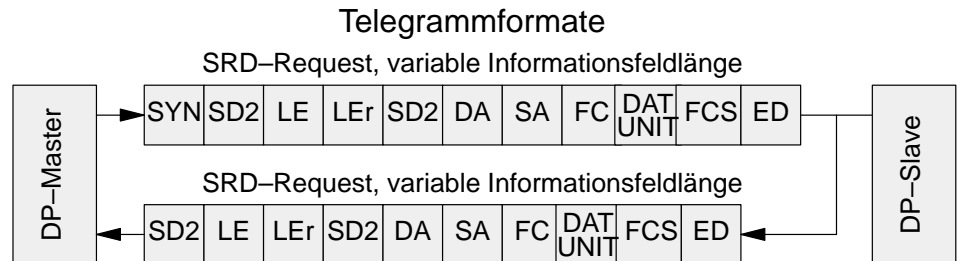 Telegrammformate
SRD–Request, variable Informationsfeldlänge
DP–Master
SYN SD2 LE LEr SD2 DA SA FC DAT UNIT FCS ED
DP–Slave
SRD–Request, variable Informationsfeldlänge
SD2 LE LEr SD2 DA SA FC DAT UNIT FCS ED